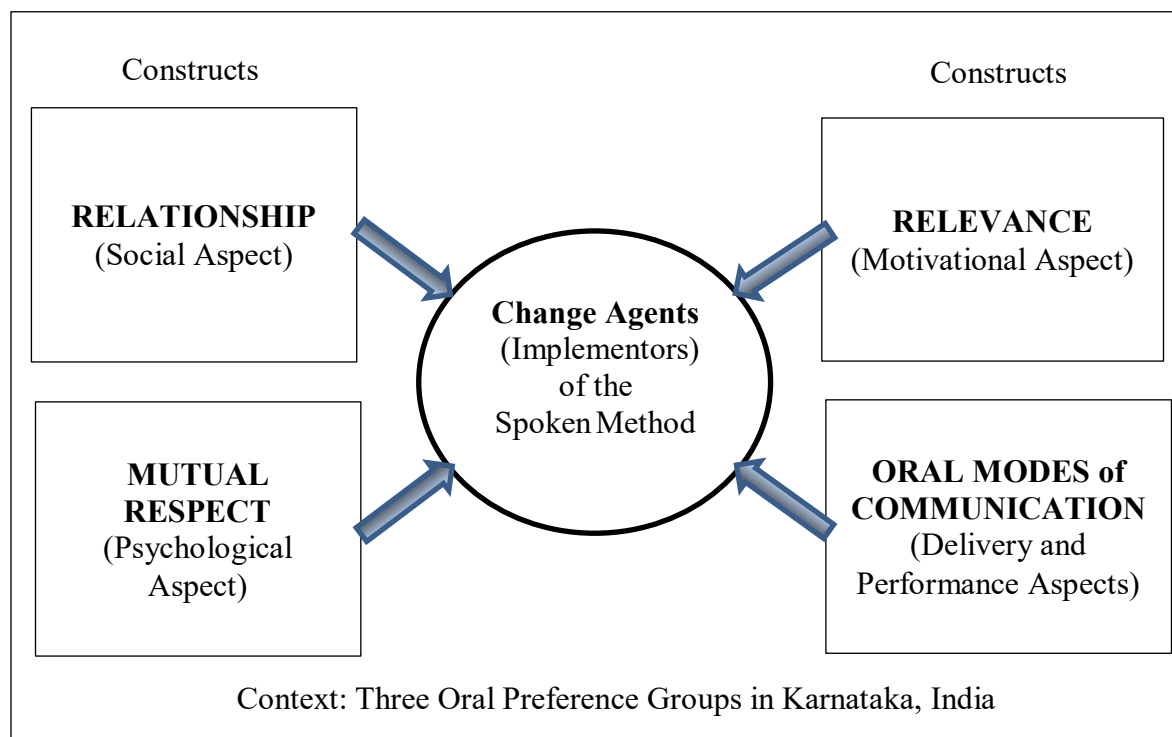 Constructs
Constructs
RELATIONSHIP
(Social Aspect)
RELEVANCE
(Motivational Aspect)
Change Agents
(Implementors)
of the
Spoken Method
MUTUAL
RESPECT
(Psychological
Aspect)
ORAL MODES of
COMMUNICATION
(Delivery and
Performance Aspects)
Context: Three Oral Preference Groups in Karnataka, India